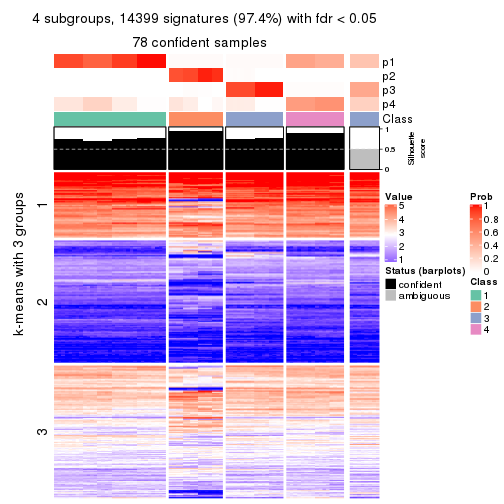 4 subgroups, 14399 signatures (97.4%) with fdr < 0.05
78 confident samples
p1
p2
p3
p4
Class
1
0.5
0
Silhouette
score
k-means with 3 groups
1
2
3
Value
5
4
3
2
1
Status (barplots)
confident
ambiguous
Prob
1
0.8
0.6
0.4
0.2
0
Class
1
2
3
4